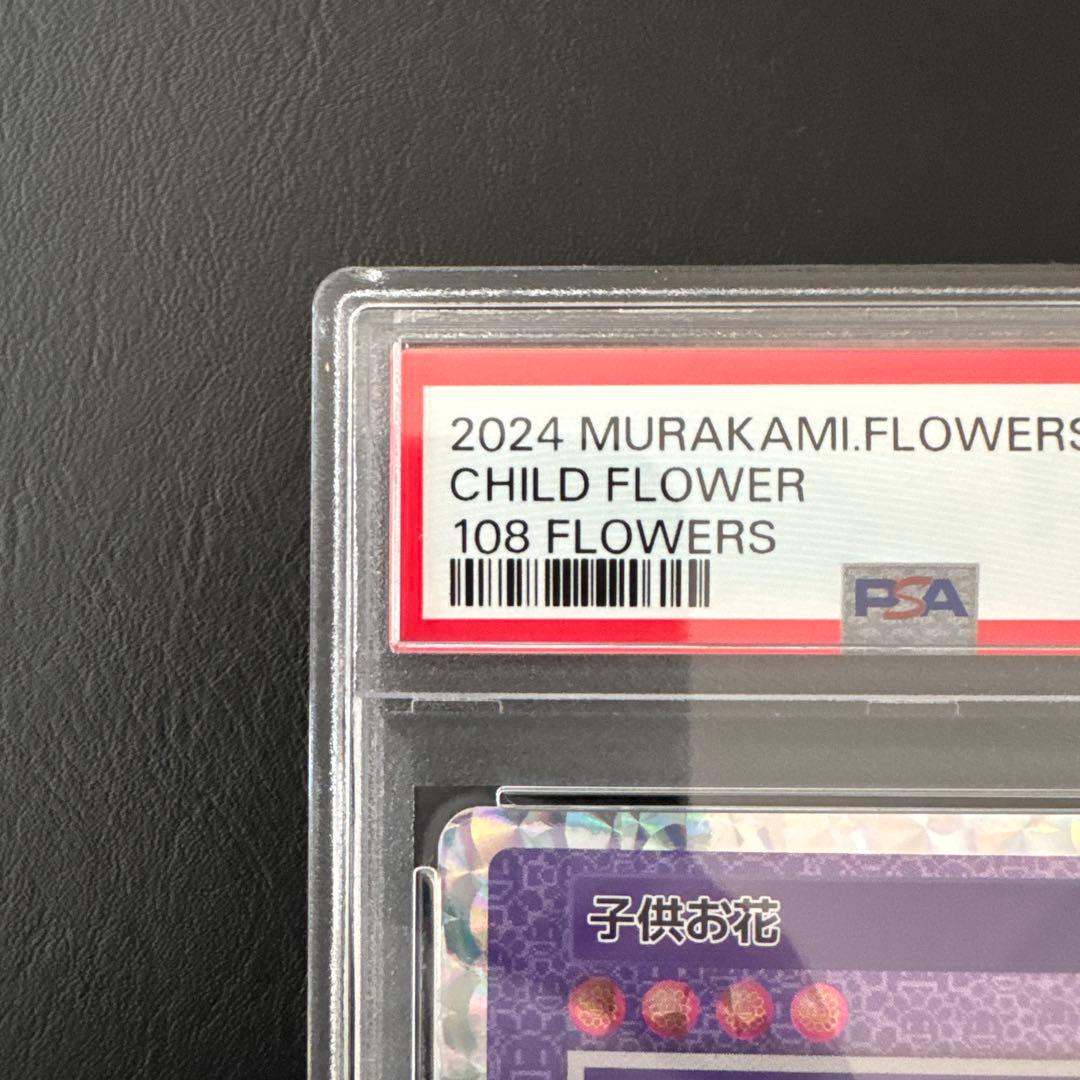 2024 MURAKAMI.FLOWERS
CHILD FLOWER
108 FLOWERS
PSA
子供お花